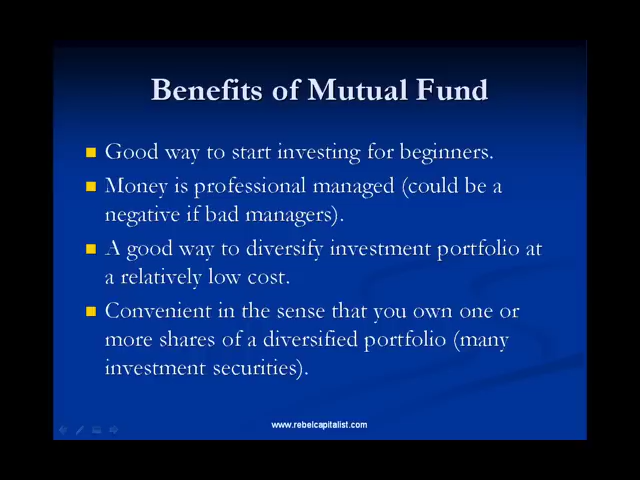 Benefits of Mutual Fund
Good way to start investing for beginners.
Money is professional managed (could be a
negative if bad managers).
A good way to diversify investment portfolio at
a relatively low cost.
Convenient in the sense that you own one or
more shares of a diversified portfolio (many
investment securities).
www.rebelcapitalist.com